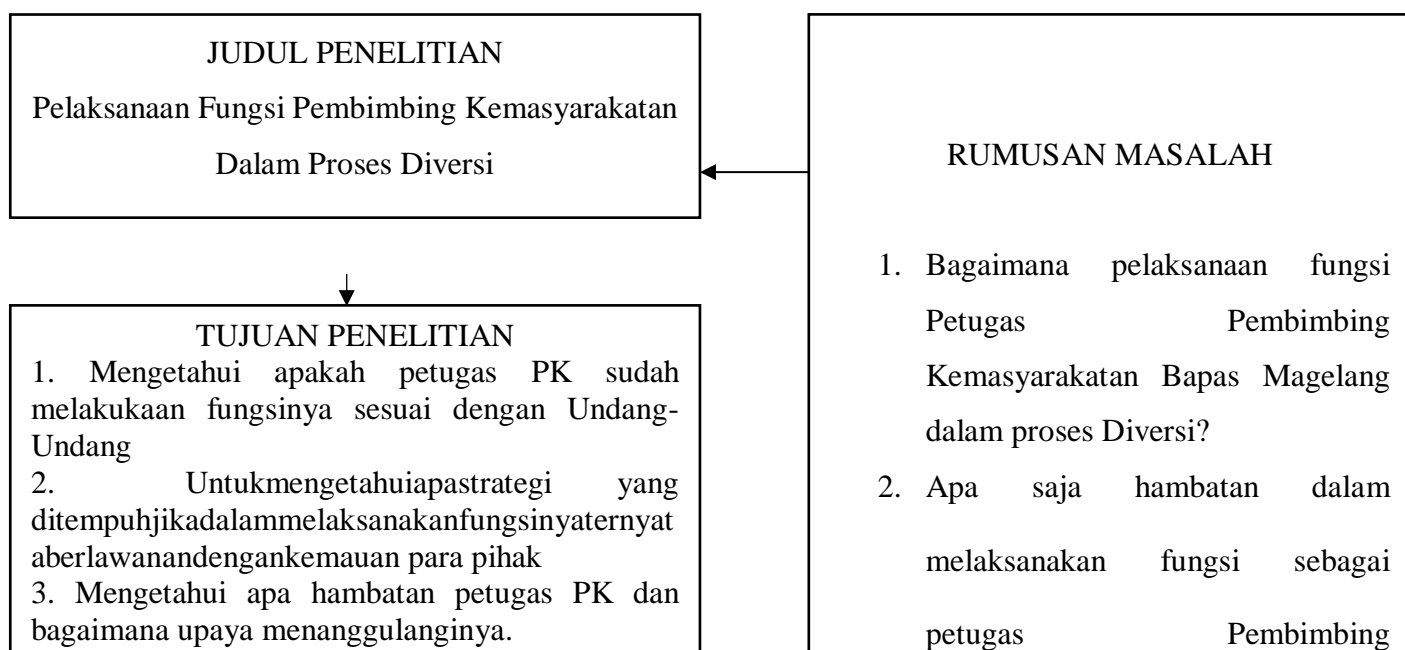 JUDUL PENELITIAN
Pelaksanaan Fungsi Pembimbing Kemasyarakatan
Dalam Proses Diversi
TUJUAN PENELITIAN
1. Mengetahui apakah petugas PK sudah
melakukaan fungsinya sesuai dengan Undang-
Undang
2. Untukmengetahuiapastrategi yang
ditempuhjikadalammelaksanakanfungsinyaternyat
aberlawanandengankemauan para pihak
3. Mengetahui apa hambatan petugas PK dan
bagaimana upaya menanggulanginya.
RUMUSAN MASALAH
1. Bagaimana pelaksanaan fungsi
Petugas Pembimbing
Kemasyarakatan Bapas Magelang
dalam proses Diversi?
2. Apa saja hambatan dalam
melaksanakan fungsi sebagai
petugas Pembimbing